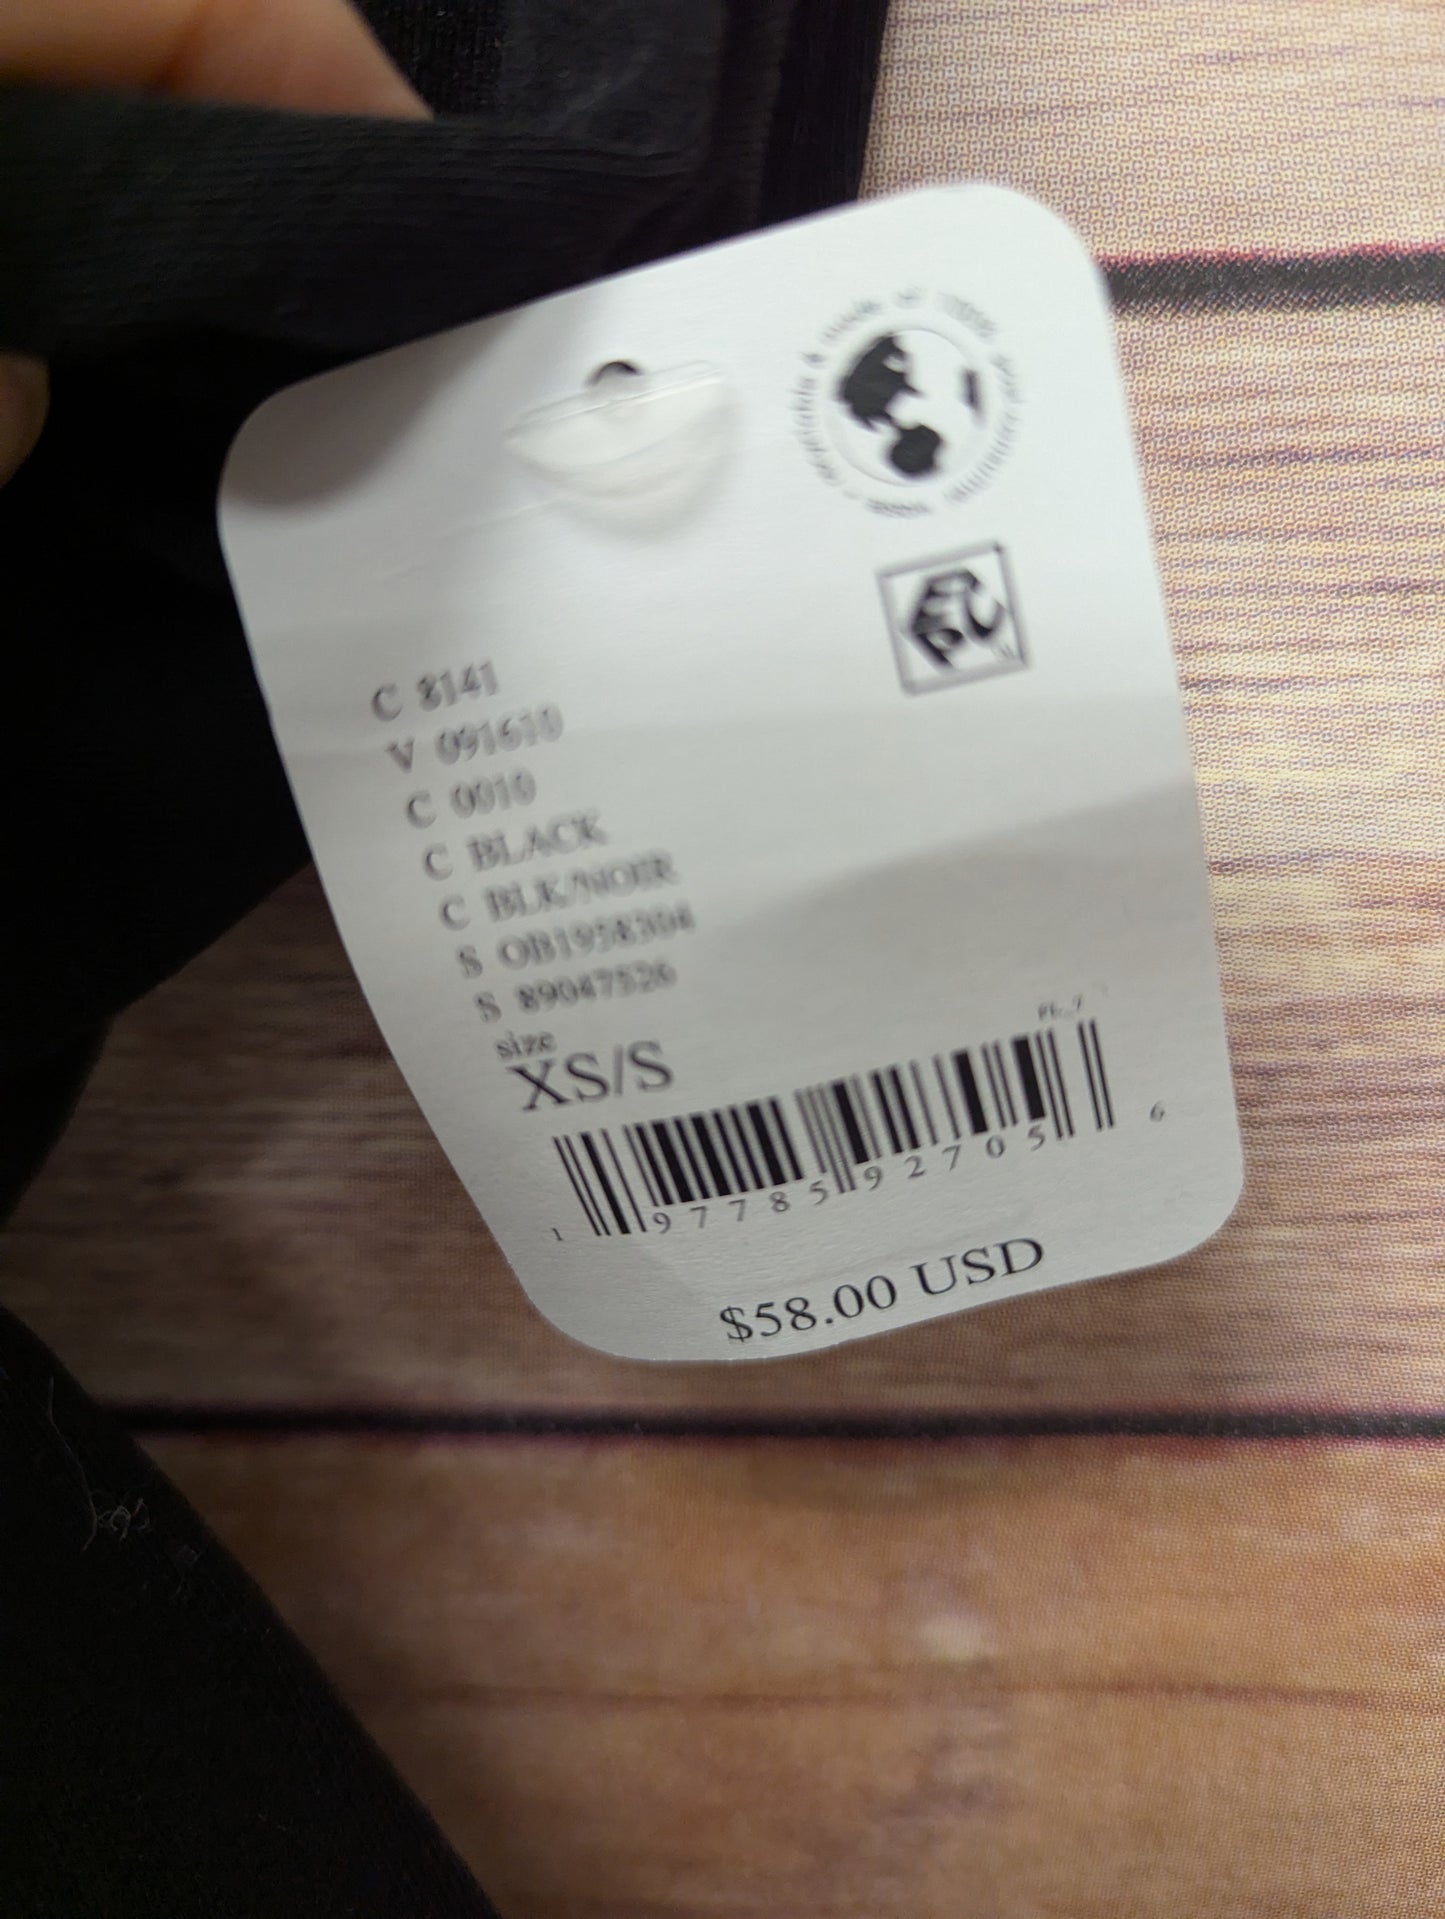 C 8141
V 091610
C 0010
C BLACK
C BLK/NOIR
S OB1958304
S 89047526
size
XS/S
1 97785 92705 6
$58.00 USD